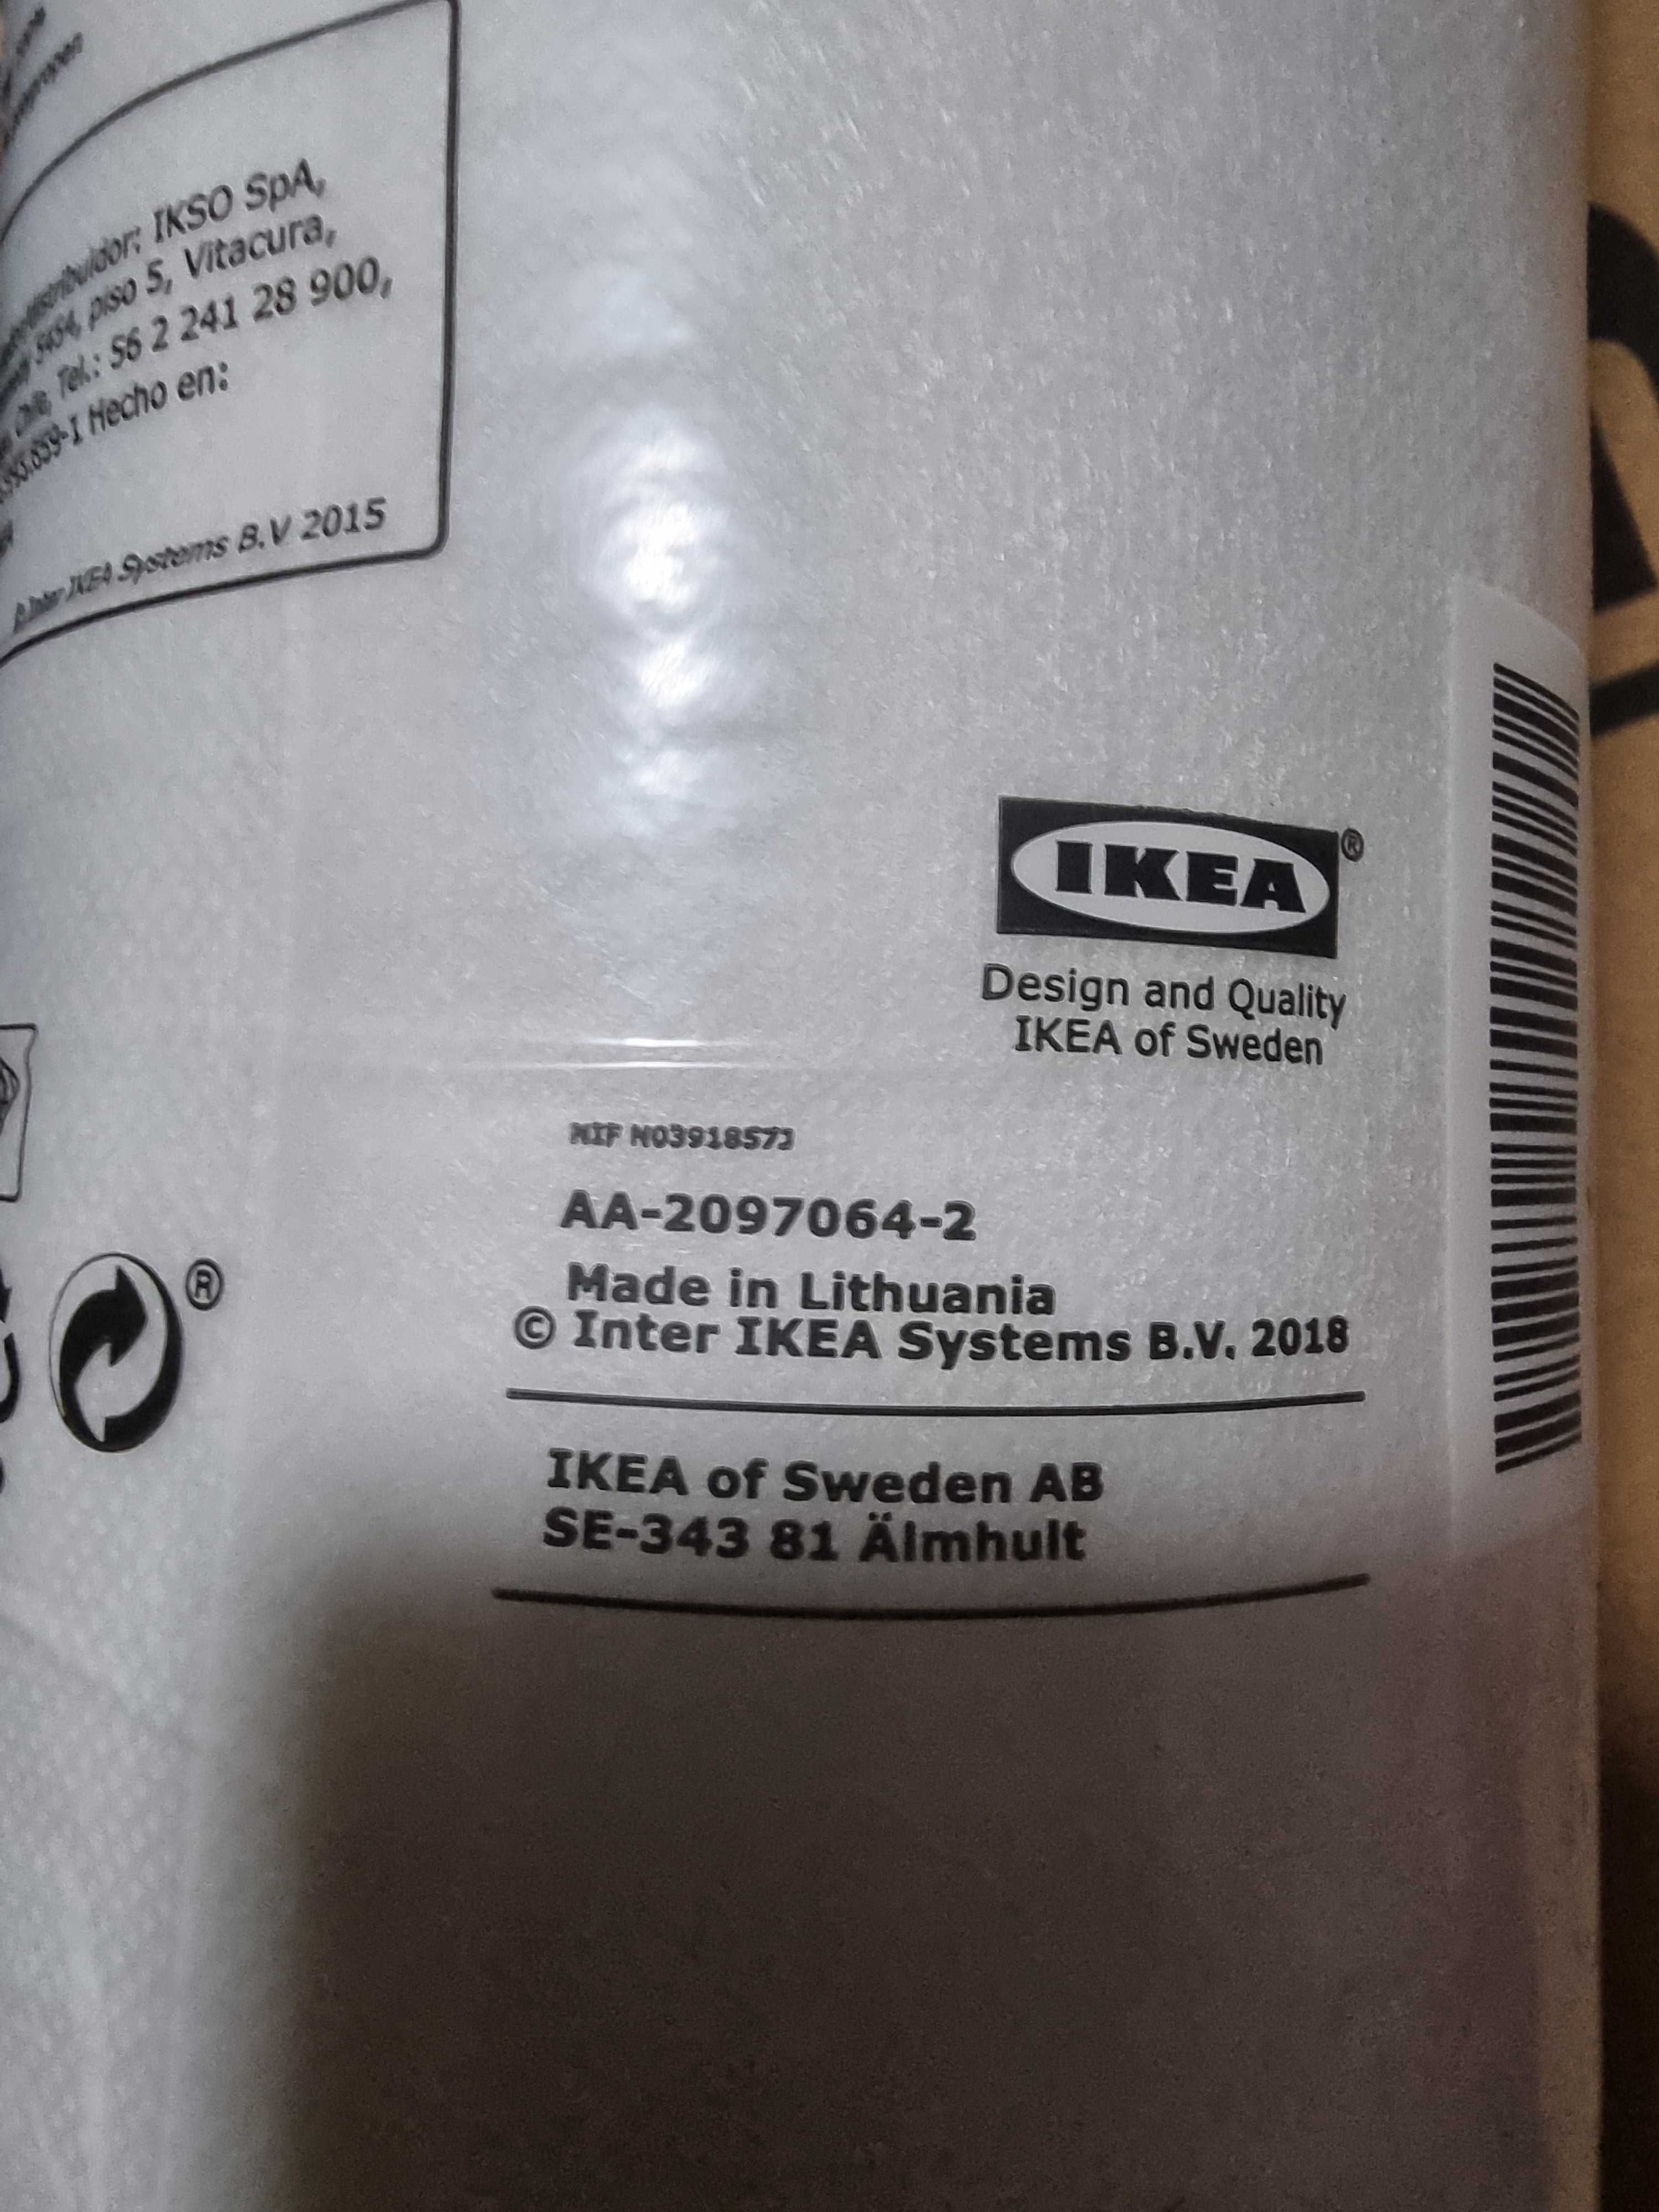 IKSO SpA,
5454, piso 5, Vitacura,
Tel.: 56 2 241 28 900,
Hecho en:
Inter IKEA Systems B.V 2015
IKEA®
Design and Quality
IKEA of Sweden
AA-2097064-2
Made in Lithuania
© Inter IKEA Systems B.V. 2018
®
IKEA of Sweden AB
SE-343 81 Älmhult